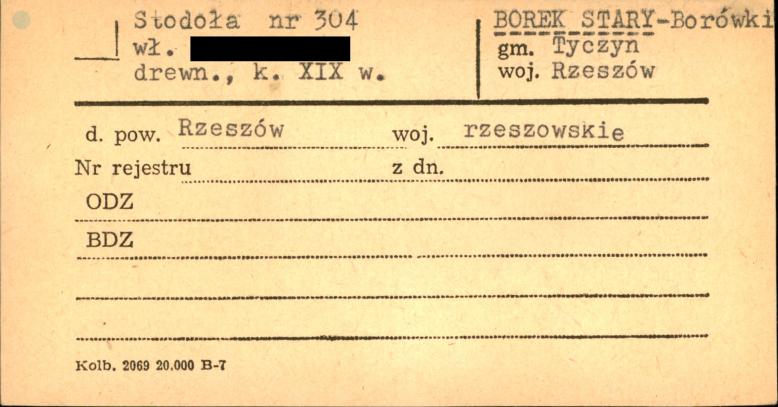 Stodoła nr 304
wł.
drewn., k. XIX w.
BOREK STARY-Borówki
gm. Tyczyn
woj. Rzeszów
d. pow. Rzeszów woj. rzeszowskie
Nr rejestru z dn.
ODZ
BDZ
Kolb. 2069 20.000 B-7